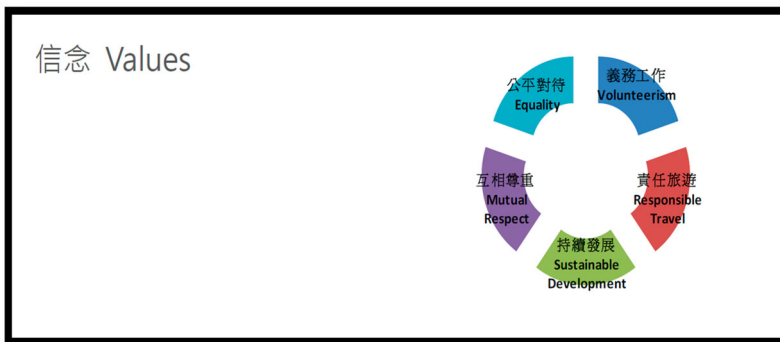 信念 Values
公平對待
Equality
義務工作
Volunteerism
互相尊重
Mutual
Respect
責任旅遊
Responsible
Travel
持續發展
Sustainable
Development